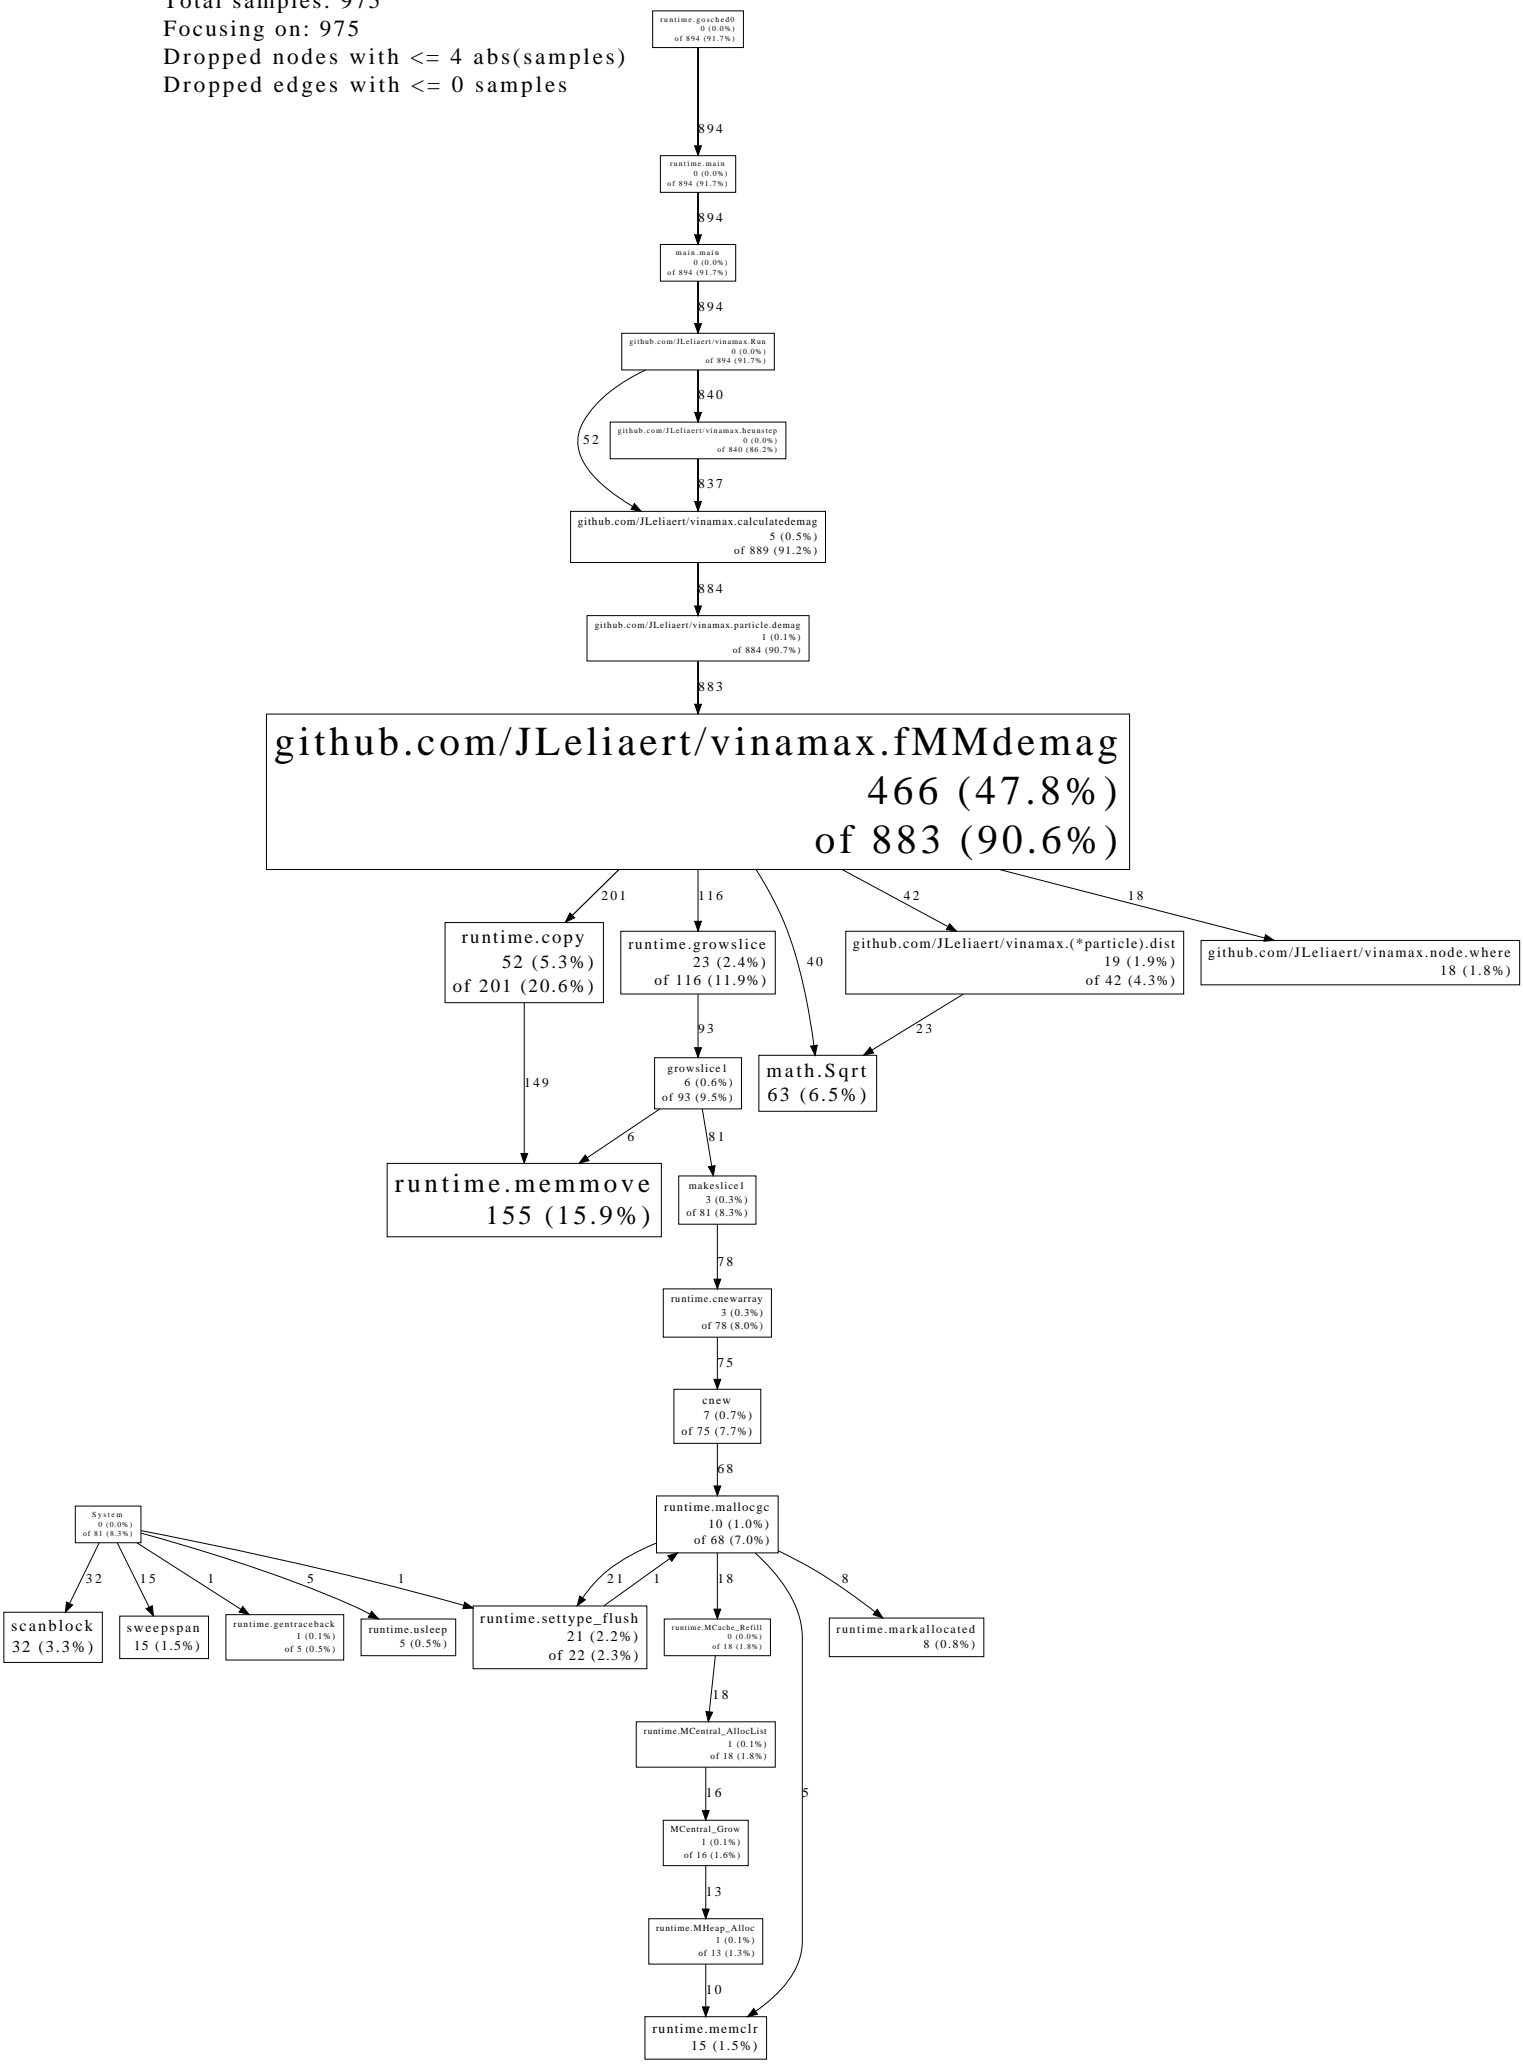 Total samples: 975
Focusing on: 975
Dropped nodes with <= 4 abs(samples)
Dropped edges with <= 0 samples
runtime.gosched0
0 (0.0%)
of 894 (91.7%)
894
runtime.main
0 (0.0%)
of 894 (91.7%)
894
main.main
0 (0.0%)
of 894 (91.7%)
894
github.com/JLeliaert/vinamax.Run
0 (0.0%)
of 894 (91.7%)
840
52
github.com/JLeliaert/vinamax.heunstep
0 (0.0%)
of 840 (86.2%)
837
github.com/JLeliaert/vinamax.calculatedemag
5 (0.5%)
of 889 (91.2%)
884
github.com/JLeliaert/vinamax.particle.demag
1 (0.1%)
of 884 (90.7%)
883
github.com/JLeliaert/vinamax.fMMdemag
466 (47.8%)
of 883 (90.6%)
201
116
40
42
18
runtime.copy
52 (5.3%)
of 201 (20.6%)
runtime.growslice
23 (2.4%)
of 116 (11.9%)
github.com/JLeliaert/vinamax.(*particle).dist
19 (1.9%)
of 42 (4.3%)
github.com/JLeliaert/vinamax.node.where
18 (1.8%)
149
93
23
growslice1
6 (0.6%)
of 93 (9.5%)
math.Sqrt
63 (6.5%)
6
81
runtime.memmove
155 (15.9%)
makeslice1
3 (0.3%)
of 81 (8.3%)
78
runtime.cnewarray
3 (0.3%)
of 78 (8.0%)
75
cnew
7 (0.7%)
of 75 (7.7%)
68
System
0 (0.0%)
of 81 (8.3%)
runtime.mallocgc
10 (1.0%)
of 68 (7.0%)
32
15
1
5
1
21
1
18
8
scanblock
32 (3.3%)
sweepspan
15 (1.5%)
runtime.gentraceback
1 (0.1%)
of 5 (0.5%)
runtime.usleep
5 (0.5%)
runtime.settype_flush
21 (2.2%)
of 22 (2.3%)
runtime.MCache_Refill
0 (0.0%)
of 18 (1.8%)
runtime.markallocated
8 (0.8%)
18
runtime.MCentral_AllocList
1 (0.1%)
of 18 (1.8%)
16
5
MCentral_Grow
1 (0.1%)
of 16 (1.6%)
13
runtime.MHeap_Alloc
1 (0.1%)
of 13 (1.3%)
10
runtime.memclr
15 (1.5%)